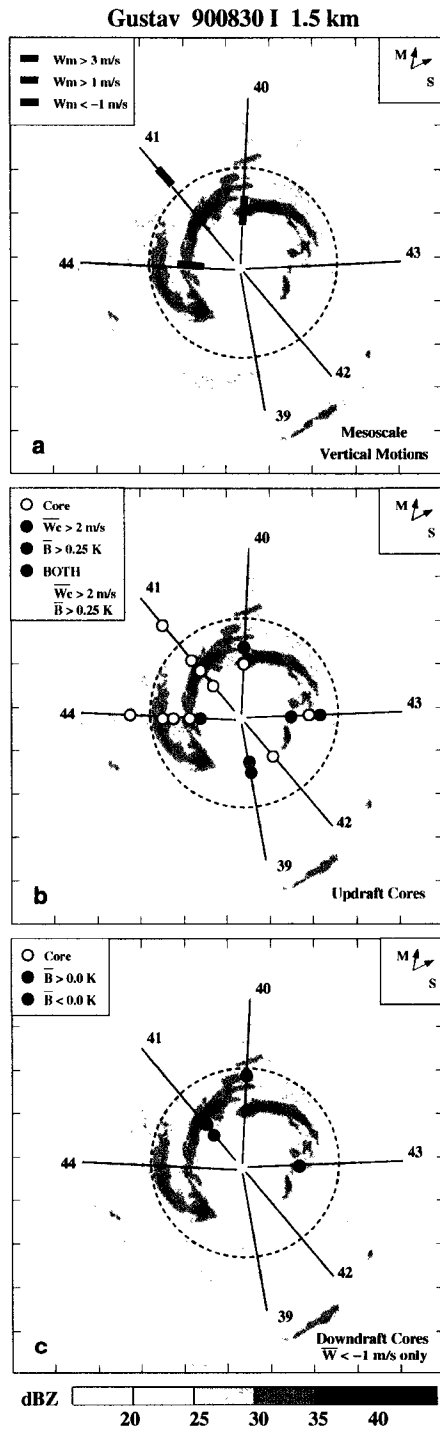 Gustav 900830 I 1.5 km
Wm > 3 m/s
Wm > 1 m/s
Wm < -1 m/s
M
S
40
41
43
44
42
39
a
Mesoscale
Vertical Motions
Core
W̅c̅ > 2 m/s
B̅ > 0.25 K
BOTH
W̅c̅ > 2 m/s
B̅ > 0.25 K
M
S
40
41
43
44
42
39
b
Updraft Cores
Core
B̅ > 0.0 K
B̅ < 0.0 K
M
S
40
41
43
44
42
39
c
Downdraft Cores
W̅ < -1 m/s only
dBZ
20 25 30 35 40